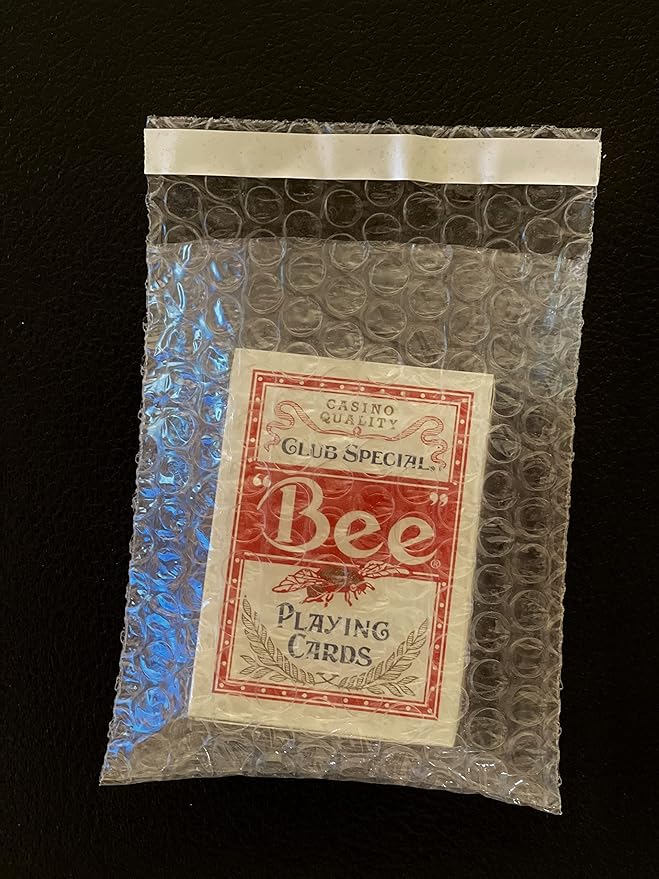 CASINO
QUALITY
CLUB SPECIAL®
"Bee"®
PLAYING
CARDS